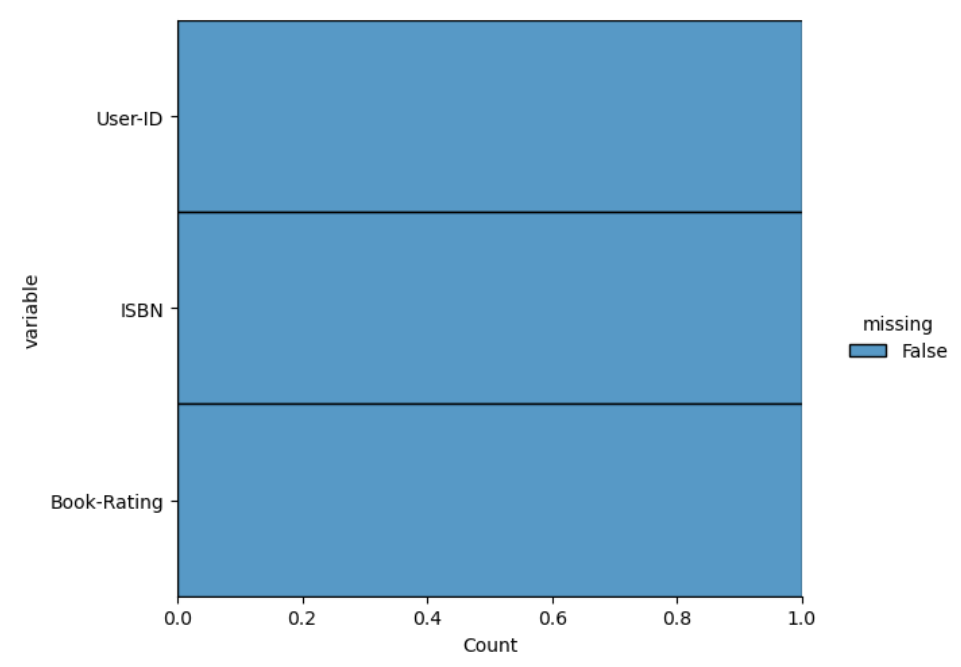 User-ID
ISBN
Book-Rating
variable
0.0 0.2 0.4 0.6 0.8 1.0
Count
missing
False